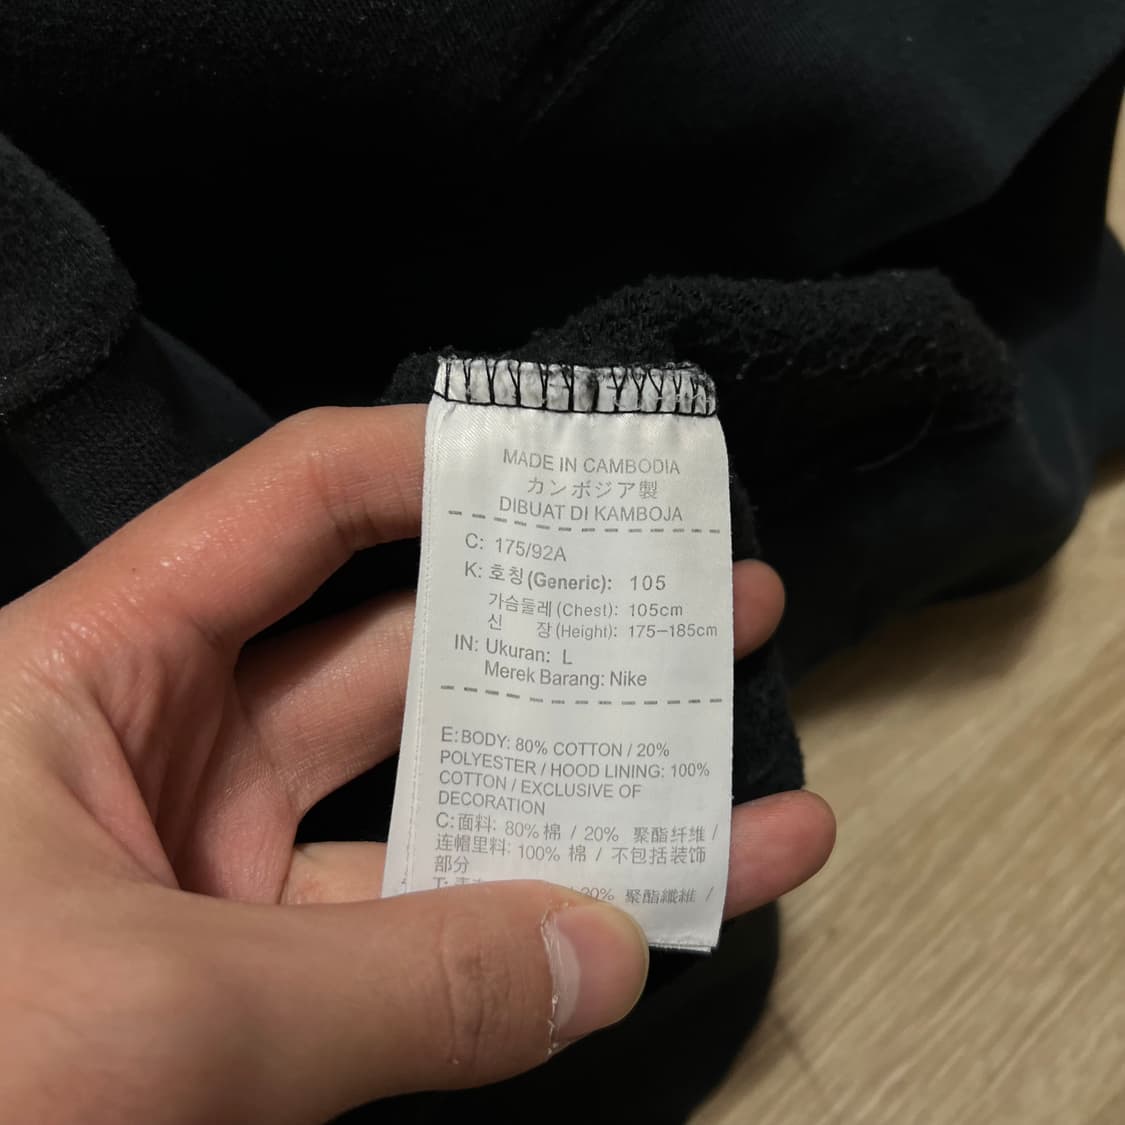 MADE IN CAMBODIA
カンボジア製
DIBUAT DI KAMBOJA
C: 175/92A
K: 호칭(Generic): 105
가슴둘레(Chest): 105cm
신 장(Height): 175-185cm
IN: Ukuran: L
Merek Barang: Nike
E:BODY: 80% COTTON / 20%
POLYESTER / HOOD LINING: 100%
COTTON / EXCLUSIVE OF
DECORATION
C:面料: 80% 棉 / 20% 聚酯纤维 /
连帽里料: 100% 棉 / 不包括装饰
部分
T: 20% 聚酯纖維 /